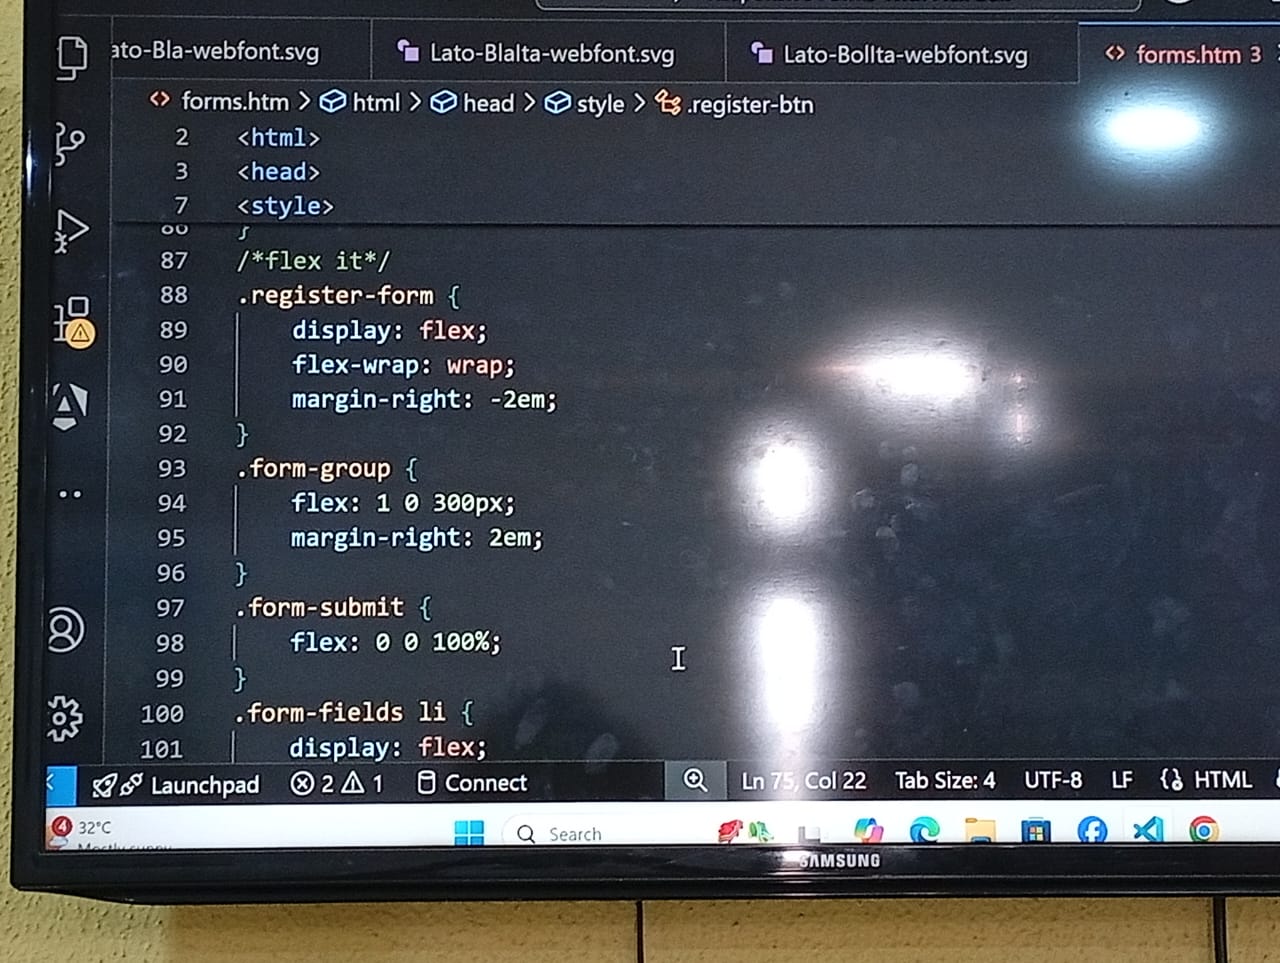 ato-Bla-webfont.svg Lato-BlaIta-webfont.svg Lato-BolIta-webfont.svg <> forms.htm 3
<> forms.htm > html > head > style > .register-btn
2 <html>
3 <head>
7 <style>
}
87 /*flex it*/
88 .register-form {
89 display: flex;
90 flex-wrap: wrap;
91 margin-right: -2em;
92 }
93 .form-group {
94 flex: 1 0 300px;
95 margin-right: 2em;
96 }
97 .form-submit {
98 flex: 0 0 100%;
99 }
100 .form-fields li {
101 display: flex;
Launchpad 2 1 Connect Ln 75, Col 22 Tab Size: 4 UTF-8 LF HTML
4 32°C Search
Mostly sunny
SAMSUNG